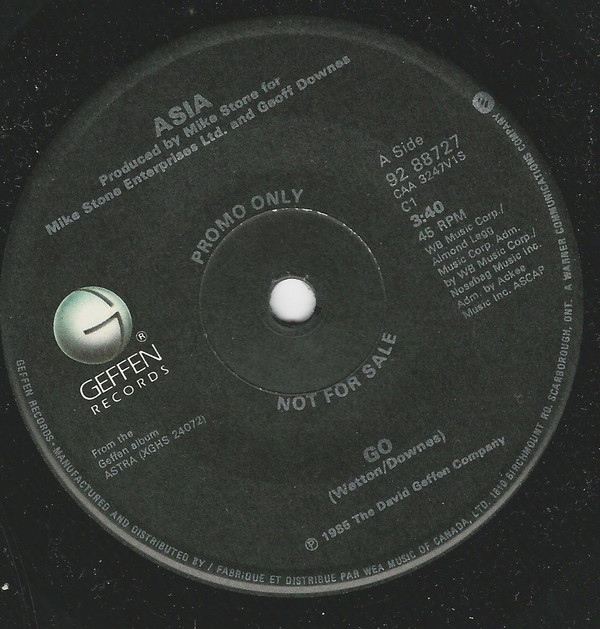 ASIA
Produced by Mike Stone for
Mike Stone Enterprises Ltd. and Geoff Downes
A Side
92 88727
CAA 3247V1S
C1
3:40
45 RPM
WB Music Corp./
Almond Legg
Music Corp. Adm.
by WB Music Corp./
Nosebag Music Inc.
Adm. by Ackee
Music Inc. ASCAP
PROMO ONLY
NOT FOR SALE
GEFFEN®
RECORDS
From the
Geffen album
ASTRA (XGHS 24072)
GO
(Wetton/Downes)
℗ 1985 The David Geffen Company
GEFFEN RECORDS·MANUFACTURED AND DISTRIBUTED BY / FABRIQUE ET DISTRIBUE PAR WEA MUSIC OF CANADA, LTD. 1810 BIRCHMOUNT RD. SCARBOROUGH, ONT. A WARNER COMMUNICATIONS COMPANY